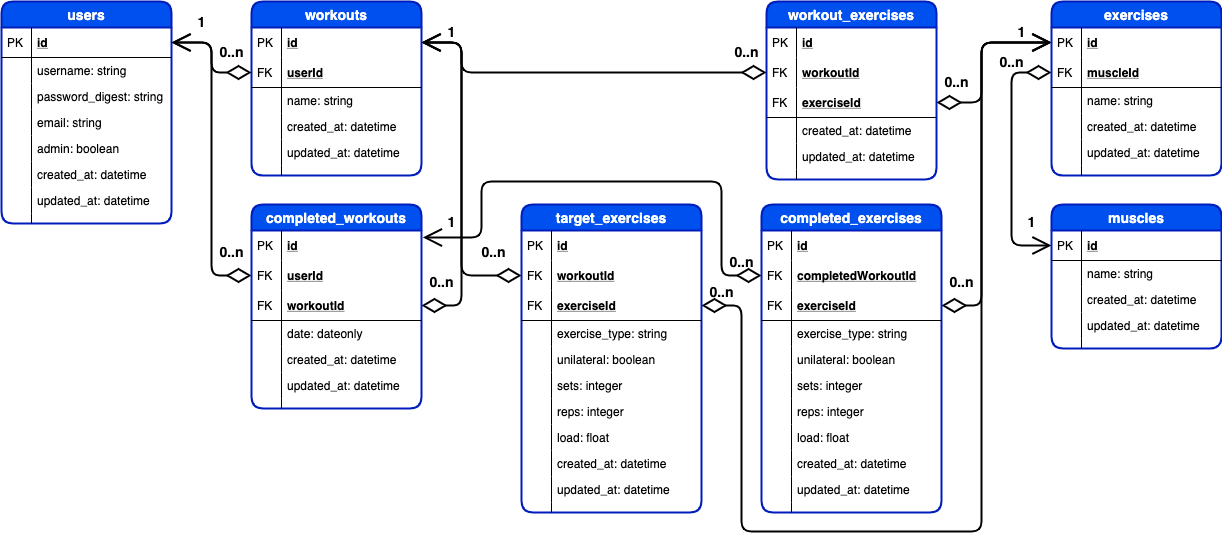 users
PK id
username: string
password_digest: string
email: string
admin: boolean
created_at: datetime
updated_at: datetime
1
0..n
0..n
workouts
PK id
FK userId
name: string
created_at: datetime
updated_at: datetime
1
0..n
workout_exercises
PK id
FK workoutId
FK exerciseId
created_at: datetime
updated_at: datetime
0..n
1
0..n
exercises
PK id
FK muscleId
name: string
created_at: datetime
updated_at: datetime
completed_workouts
PK id
FK userId
FK workoutId
date: dateonly
created_at: datetime
updated_at: datetime
1
0..n
0..n
target_exercises
PK id
FK workoutId
FK exerciseId
exercise_type: string
unilateral: boolean
sets: integer
reps: integer
load: float
created_at: datetime
updated_at: datetime
0..n
0..n
completed_exercises
PK id
FK completedWorkoutId
FK exerciseId
exercise_type: string
unilateral: boolean
sets: integer
reps: integer
load: float
created_at: datetime
updated_at: datetime
0..n
1
muscles
PK id
name: string
created_at: datetime
updated_at: datetime